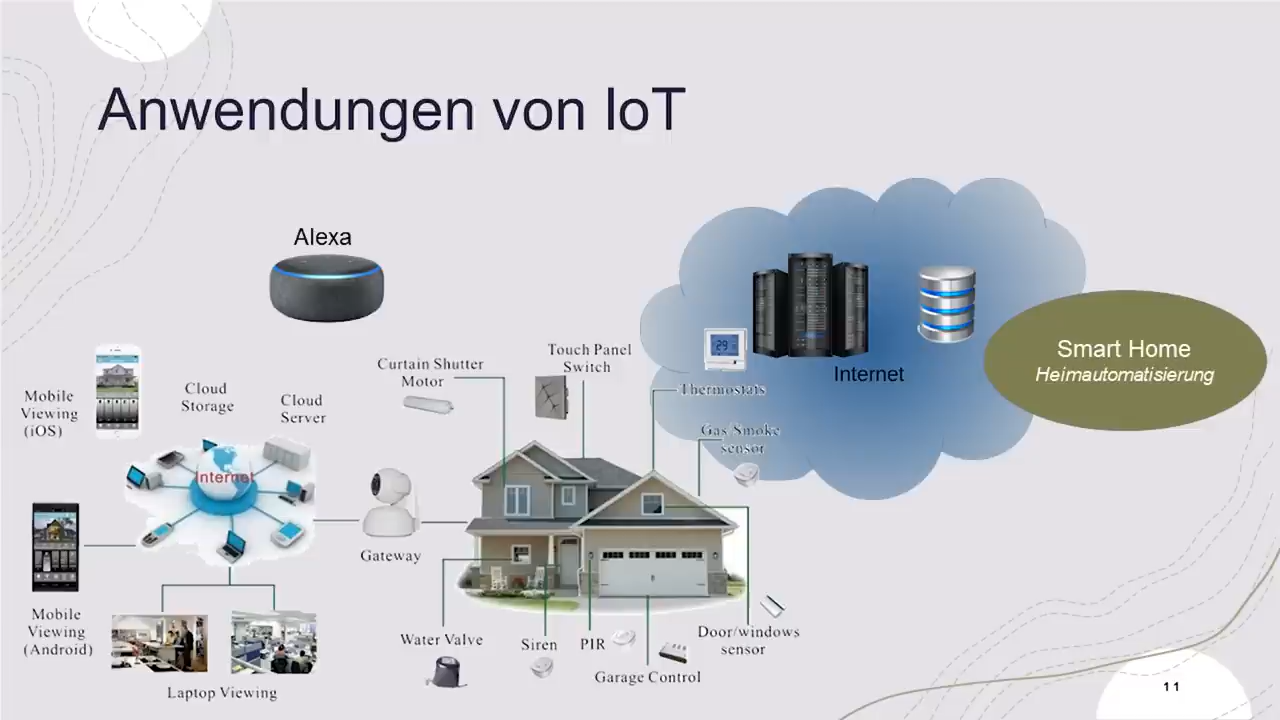 Anwendungen von IoT
Alexa
Internet
Smart Home
Heimautomatisierung
Mobile
Viewing
(iOS)
Cloud
Storage
Cloud
Server
Internet
Curtain Shutter
Motor
Touch Panel
Switch
29
Thermostats
Gas/Smoke
sensor
Gateway
Mobile
Viewing
(Android)
Laptop Viewing
Water Valve
Siren
PIR
Garage Control
Door/windows
sensor
11